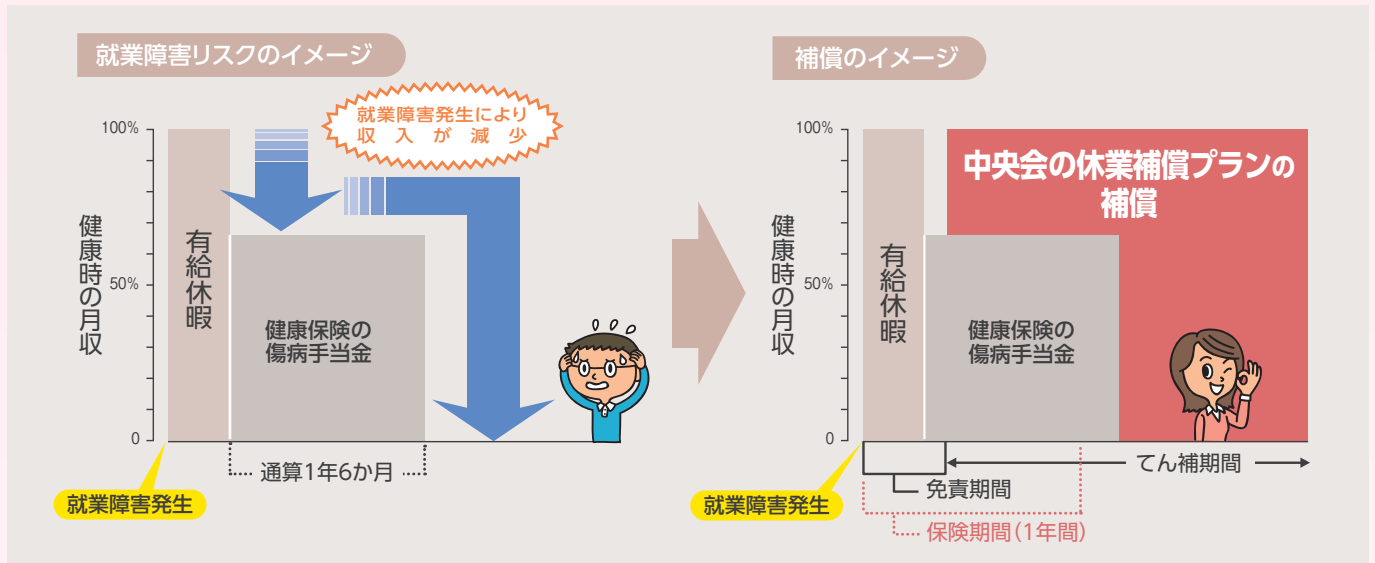 就業障害リスクのイメージ
就業障害発生により
収入が減少
100%
50%
0
健康時の月収
有給休暇
健康保険の
傷病手当金
通算1年6か月
就業障害発生
補償のイメージ
100%
50%
0
健康時の月収
有給休暇
中央会の休業補償プランの
補償
健康保険の
傷病手当金
てん補期間
免責期間
就業障害発生
保険期間(1年間)